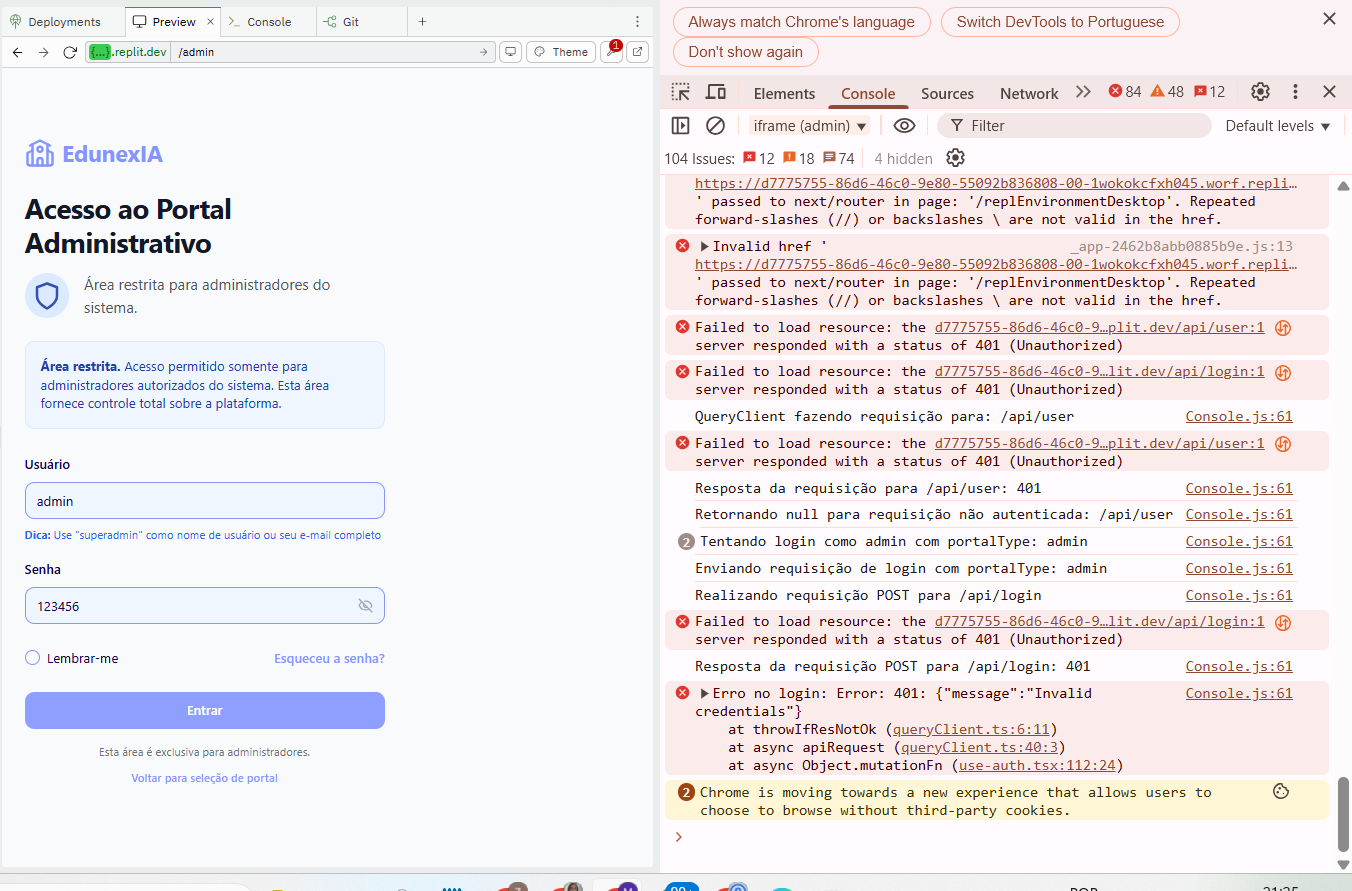 Deployments
Preview
Console
Git
{...}.replit.dev
/admin
Theme
1
EdunexIA
Acesso ao Portal
Administrativo
Área restrita para administradores do
sistema.
Área restrita. Acesso permitido somente para
administradores autorizados do sistema. Esta área
fornece controle total sobre a plataforma.
Usuário
admin
Dica: Use "superadmin" como nome de usuário ou seu e-mail completo
Senha
123456
Lembrar-me
Esqueceu a senha?
Entrar
Esta área é exclusiva para administradores.
Voltar para seleção de portal
Always match Chrome's language
Switch DevTools to Portuguese
Don't show again
Elements
Console
Sources
Network
84
48
12
iframe (admin)
Filter
Default levels
104 Issues:
12
18
74
4 hidden
https://d7775755-86d6-46c0-9e80-55092b836808-00-1wokokcfxh045.worf.repli…
' passed to next/router in page: '/replEnvironmentDesktop'. Repeated
forward-slashes (//) or backslashes \ are not valid in the href.
Invalid href '
_app-2462b8abb0885b9e.js:13
https://d7775755-86d6-46c0-9e80-55092b836808-00-1wokokcfxh045.worf.repli…
' passed to next/router in page: '/replEnvironmentDesktop'. Repeated
forward-slashes (//) or backslashes \ are not valid in the href.
Failed to load resource: the
d7775755-86d6-46c0-9…plit.dev/api/user:1
server responded with a status of 401 (Unauthorized)
Failed to load resource: the
d7775755-86d6-46c0-9…lit.dev/api/login:1
server responded with a status of 401 (Unauthorized)
QueryClient fazendo requisição para: /api/user
Console.js:61
Failed to load resource: the
d7775755-86d6-46c0-9…plit.dev/api/user:1
server responded with a status of 401 (Unauthorized)
Resposta da requisição para /api/user: 401
Console.js:61
Retornando null para requisição não autenticada: /api/user
Console.js:61
2
Tentando login como admin com portalType: admin
Console.js:61
Enviando requisição de login com portalType: admin
Console.js:61
Realizando requisição POST para /api/login
Console.js:61
Failed to load resource: the
d7775755-86d6-46c0-9…lit.dev/api/login:1
server responded with a status of 401 (Unauthorized)
Resposta da requisição POST para /api/login: 401
Console.js:61
Erro no login: Error: 401: {"message":"Invalid
Console.js:61
credentials"}
at throwIfResNotOk (queryClient.ts:6:11)
at async apiRequest (queryClient.ts:40:3)
at async Object.mutationFn (use-auth.tsx:112:24)
2
Chrome is moving towards a new experience that allows users to
choose to browse without third-party cookies.